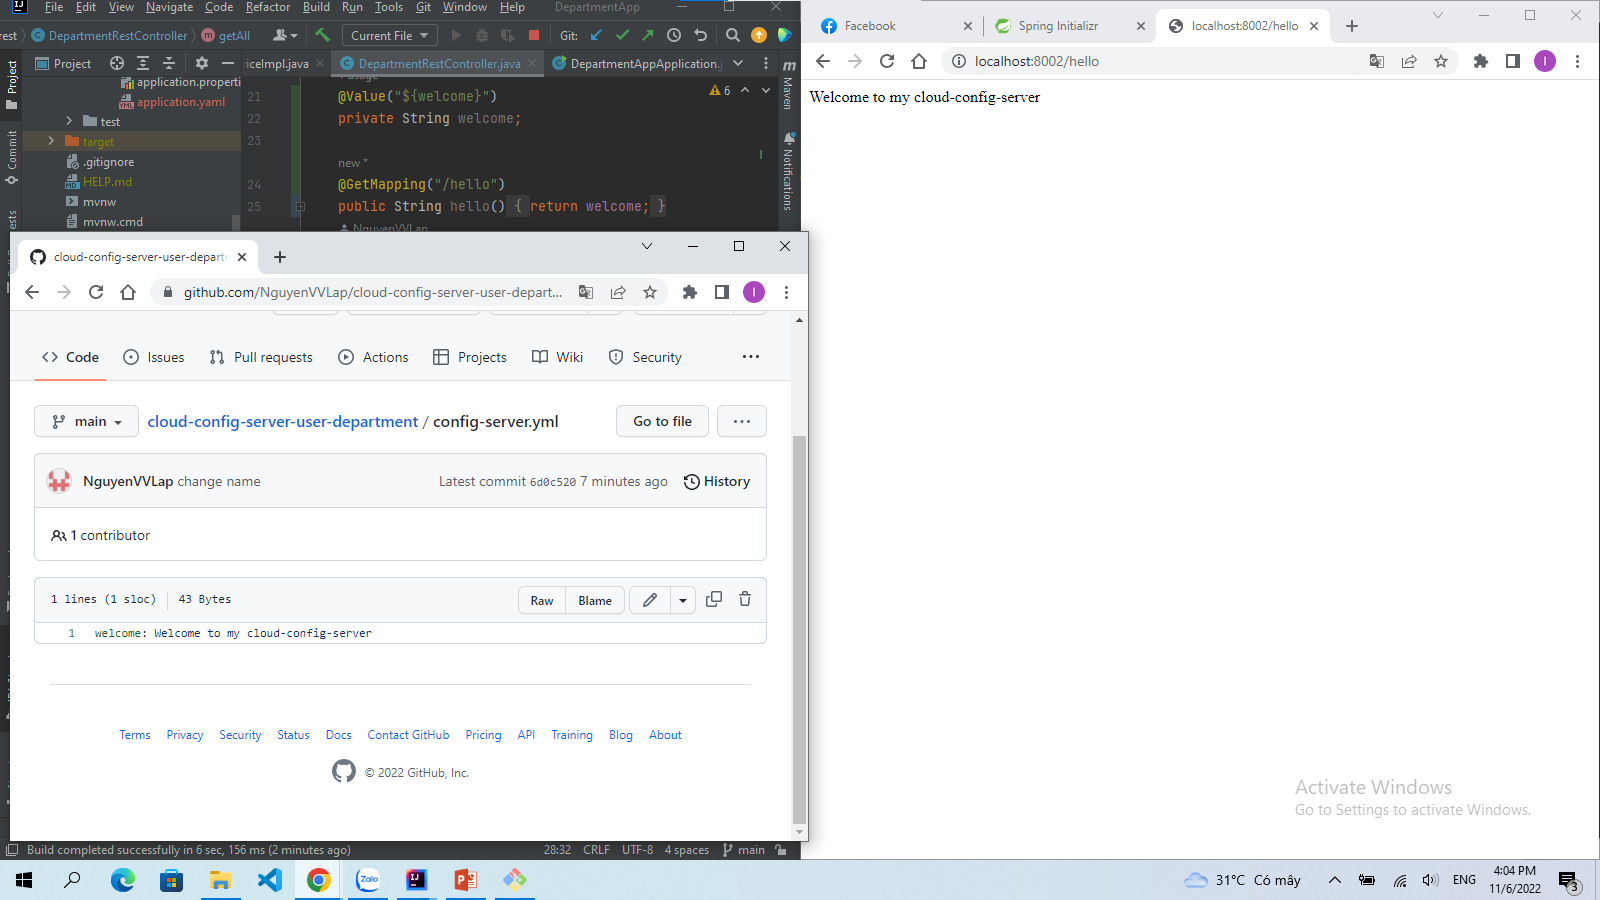 File Edit View Navigate Code Refactor Build Run Tools Git Window Help DepartmentApp
rest DepartmentRestController getAll Current File Git:
Project
viceImpl.java DepartmentRestController.java DepartmentAppApplication.j
application.properti
application.yaml
test
target
.gitignore
HELP.md
mvnw
mvnw.cmd
Project
Commit
Maven
Notifications
6
21 @Value("${welcome}")
22 private String welcome;
23
new *
24 @GetMapping("/hello")
25 public String hello() { return welcome; }
NguyenVVLap
Facebook
Spring Initializr
localhost:8002/hello
localhost:8002/hello
I
Welcome to my cloud-config-server
cloud-config-server-user-departm
github.com/NguyenVVLap/cloud-config-server-user-depart...
I
Code Issues Pull requests Actions Projects Wiki Security
main cloud-config-server-user-department / config-server.yml Go to file
NguyenVVLap change name Latest commit 6d0c520 7 minutes ago History
1 contributor
1 lines (1 sloc) 43 Bytes Raw Blame
1 welcome: Welcome to my cloud-config-server
Terms Privacy Security Status Docs Contact GitHub Pricing API Training Blog About
© 2022 GitHub, Inc.
Activate Windows
Go to Settings to activate Windows.
Build completed successfully in 6 sec, 156 ms (2 minutes ago) 28:32 CRLF UTF-8 4 spaces main
Zalo
31°C Có mây
ENG
4:04 PM
11/6/2022
3